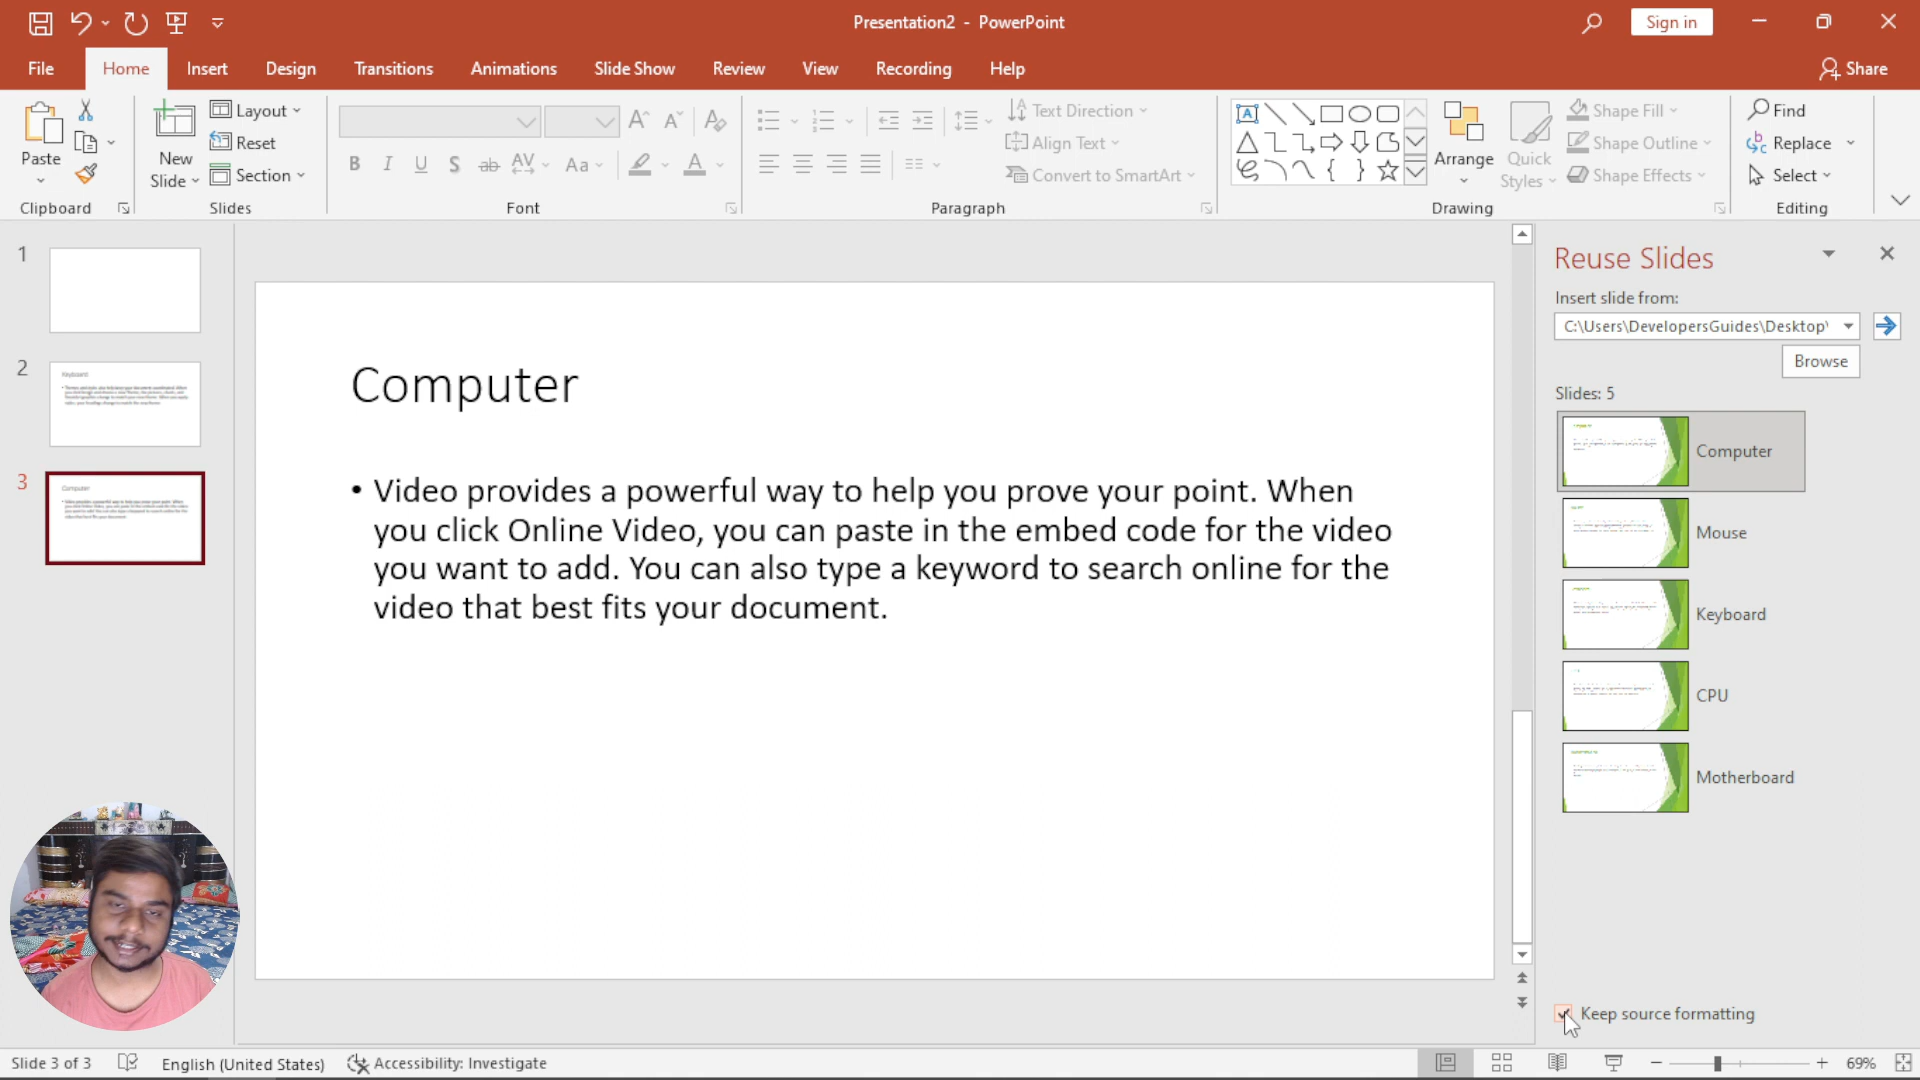 Presentation2 - PowerPoint
Sign in
File Home Insert Design Transitions Animations Slide Show Review View Recording Help
Share
Paste
New Slide
Layout
Reset
Section
B I U S ab AV Aa
A
Text Direction
Align Text
Convert to SmartArt
Arrange
Quick Styles
Shape Fill
Shape Outline
Shape Effects
Find
Replace
Select
Clipboard Slides Font Paragraph Drawing Editing
1
2
Keyboard
3
Computer
Computer
• Video provides a powerful way to help you prove your point. When
you click Online Video, you can paste in the embed code for the video
you want to add. You can also type a keyword to search online for the
video that best fits your document.
Reuse Slides
Insert slide from:
C:\Users\DevelopersGuides\Desktop\
Browse
Slides: 5
Computer
Mouse
Keyboard
CPU
Motherboard
Keep source formatting
Slide 3 of 3 English (United States) Accessibility: Investigate 69%